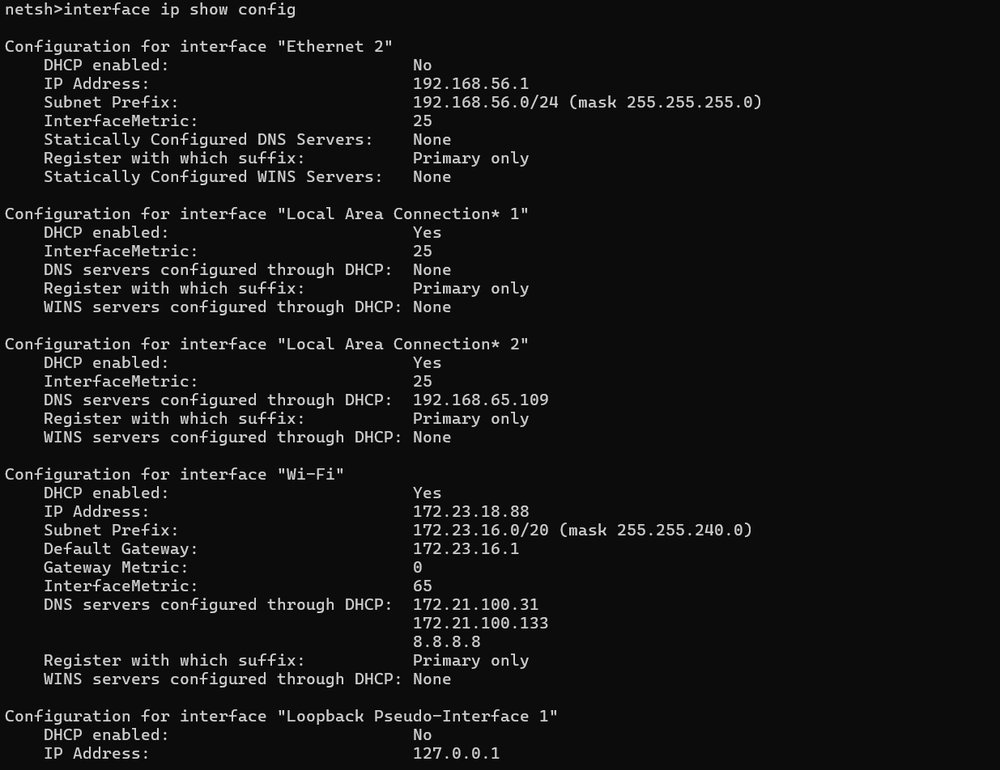 netsh>interface ip show config

Configuration for interface "Ethernet 2"
    DHCP enabled:                         No
    IP Address:                           192.168.56.1
    Subnet Prefix:                        192.168.56.0/24 (mask 255.255.255.0)
    InterfaceMetric:                      25
    Statically Configured DNS Servers:    None
    Register with which suffix:           Primary only
    Statically Configured WINS Servers:   None

Configuration for interface "Local Area Connection* 1"
    DHCP enabled:                         Yes
    InterfaceMetric:                      25
    DNS servers configured through DHCP:  None
    Register with which suffix:           Primary only
    WINS servers configured through DHCP: None

Configuration for interface "Local Area Connection* 2"
    DHCP enabled:                         Yes
    InterfaceMetric:                      25
    DNS servers configured through DHCP:  192.168.65.109
    Register with which suffix:           Primary only
    WINS servers configured through DHCP: None

Configuration for interface "Wi-Fi"
    DHCP enabled:                         Yes
    IP Address:                           172.23.18.88
    Subnet Prefix:                        172.23.16.0/20 (mask 255.255.240.0)
    Default Gateway:                      172.23.16.1
    Gateway Metric:                       0
    InterfaceMetric:                      65
    DNS servers configured through DHCP:  172.21.100.31
                                          172.21.100.133
                                          8.8.8.8
    Register with which suffix:           Primary only
    WINS servers configured through DHCP: None

Configuration for interface "Loopback Pseudo-Interface 1"
    DHCP enabled:                         No
    IP Address:                           127.0.0.1